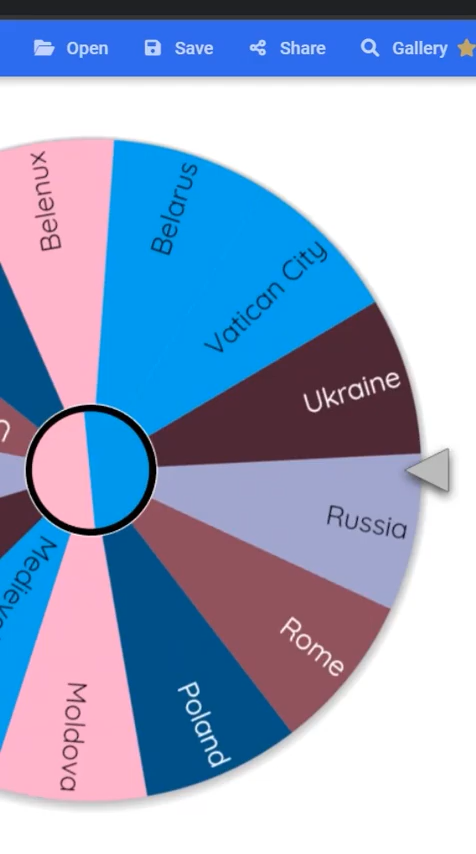 Open Save Share Gallery
Belenux
Belarus
Vatican City
Ukraine
Russia
Rome
Poland
Moldova